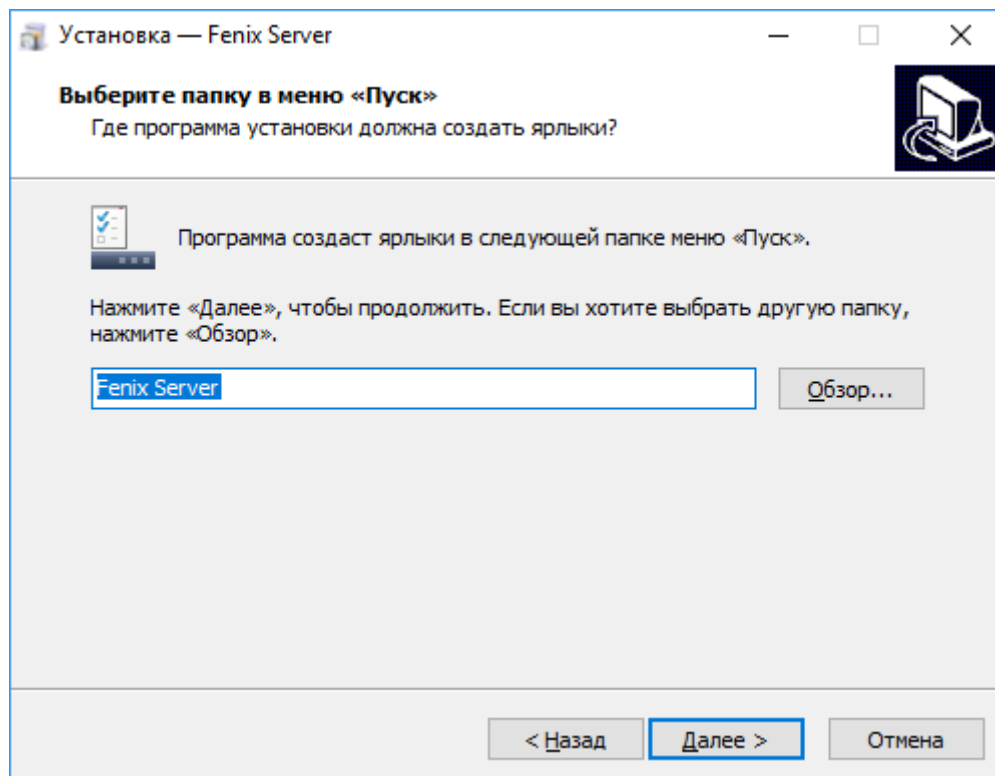 Установка — Fenix Server
Выберите папку в меню «Пуск»
Где программа установки должна создать ярлыки?
Программа создаст ярлыки в следующей папке меню «Пуск».
Нажмите «Далее», чтобы продолжить. Если вы хотите выбрать другую папку,
нажмите «Обзор».
Fenix Server
Обзор...
< Назад
Далее >
Отмена